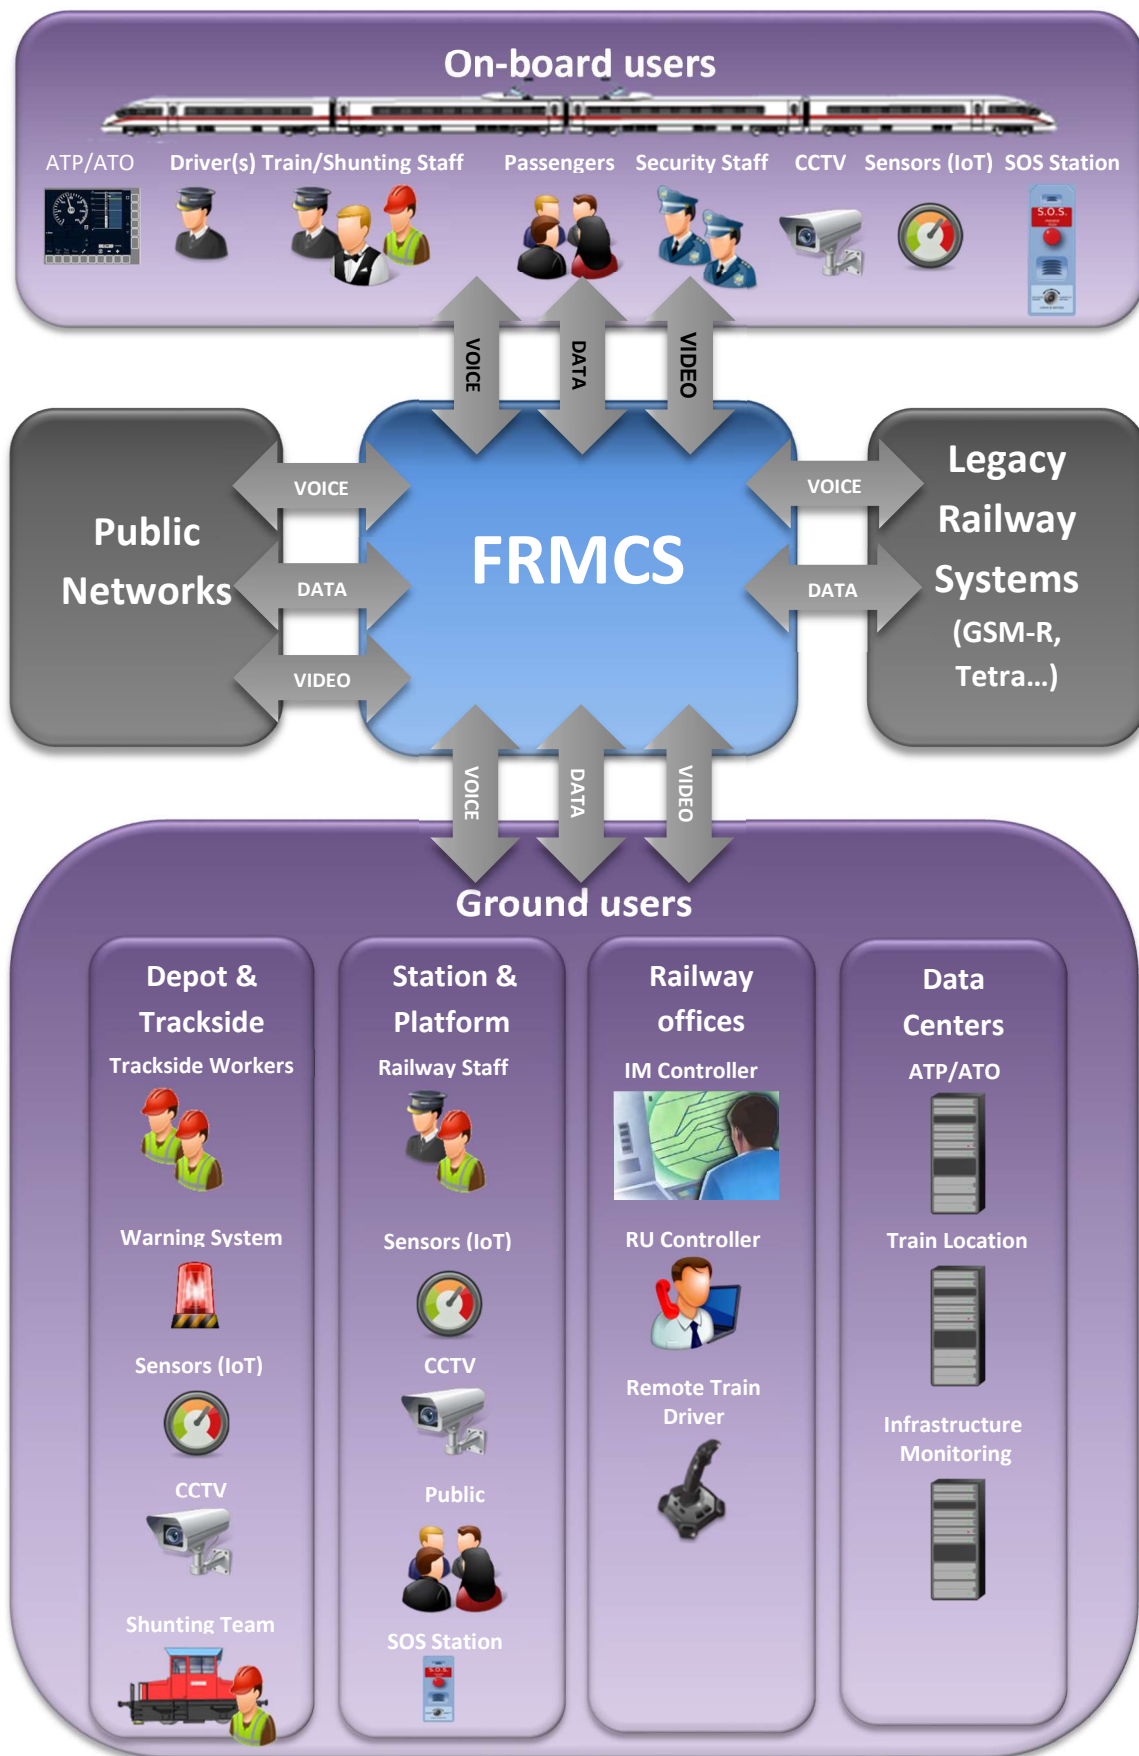 On-board users
ATP/ATO Driver(s) Train/Shunting Staff Passengers Security Staff CCTV Sensors (IoT) SOS Station
S.O.S.
VOICE
DATA
VIDEO
Public
Networks
VOICE
DATA
VIDEO
FRMCS
VOICE
DATA
Legacy
Railway
Systems
(GSM-R,
Tetra...)
VOICE
DATA
VIDEO
Ground users
Depot &
Trackside
Trackside Workers
Warning System
Sensors (IoT)
CCTV
Shunting Team
Station &
Platform
Railway Staff
Sensors (IoT)
CCTV
Public
SOS Station
S.O.S.
Railway
offices
IM Controller
RU Controller
Remote Train
Driver
Data
Centers
ATP/ATO
Train Location
Infrastructure
Monitoring